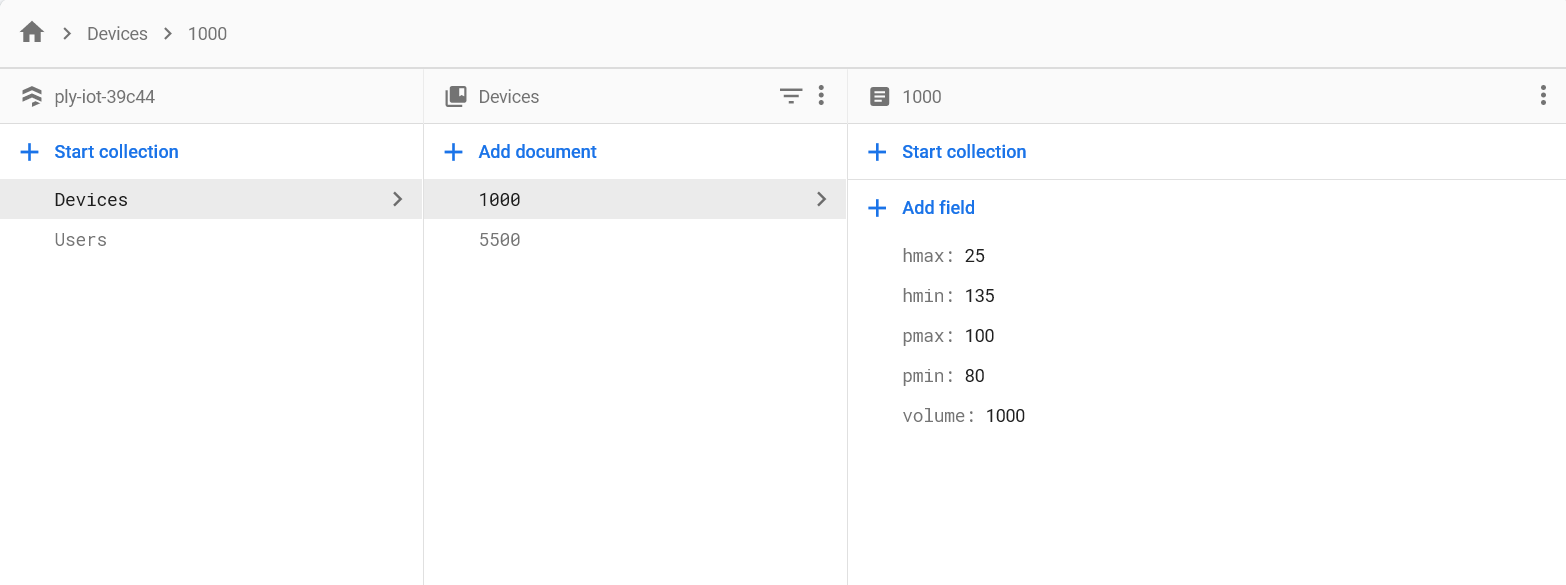 Devices 1000
ply-iot-39c44
Start collection
Devices
Users
Devices
Add document
1000
5500
1000
Start collection
Add field
hmax: 25
hmin: 135
pmax: 100
pmin: 80
volume: 1000